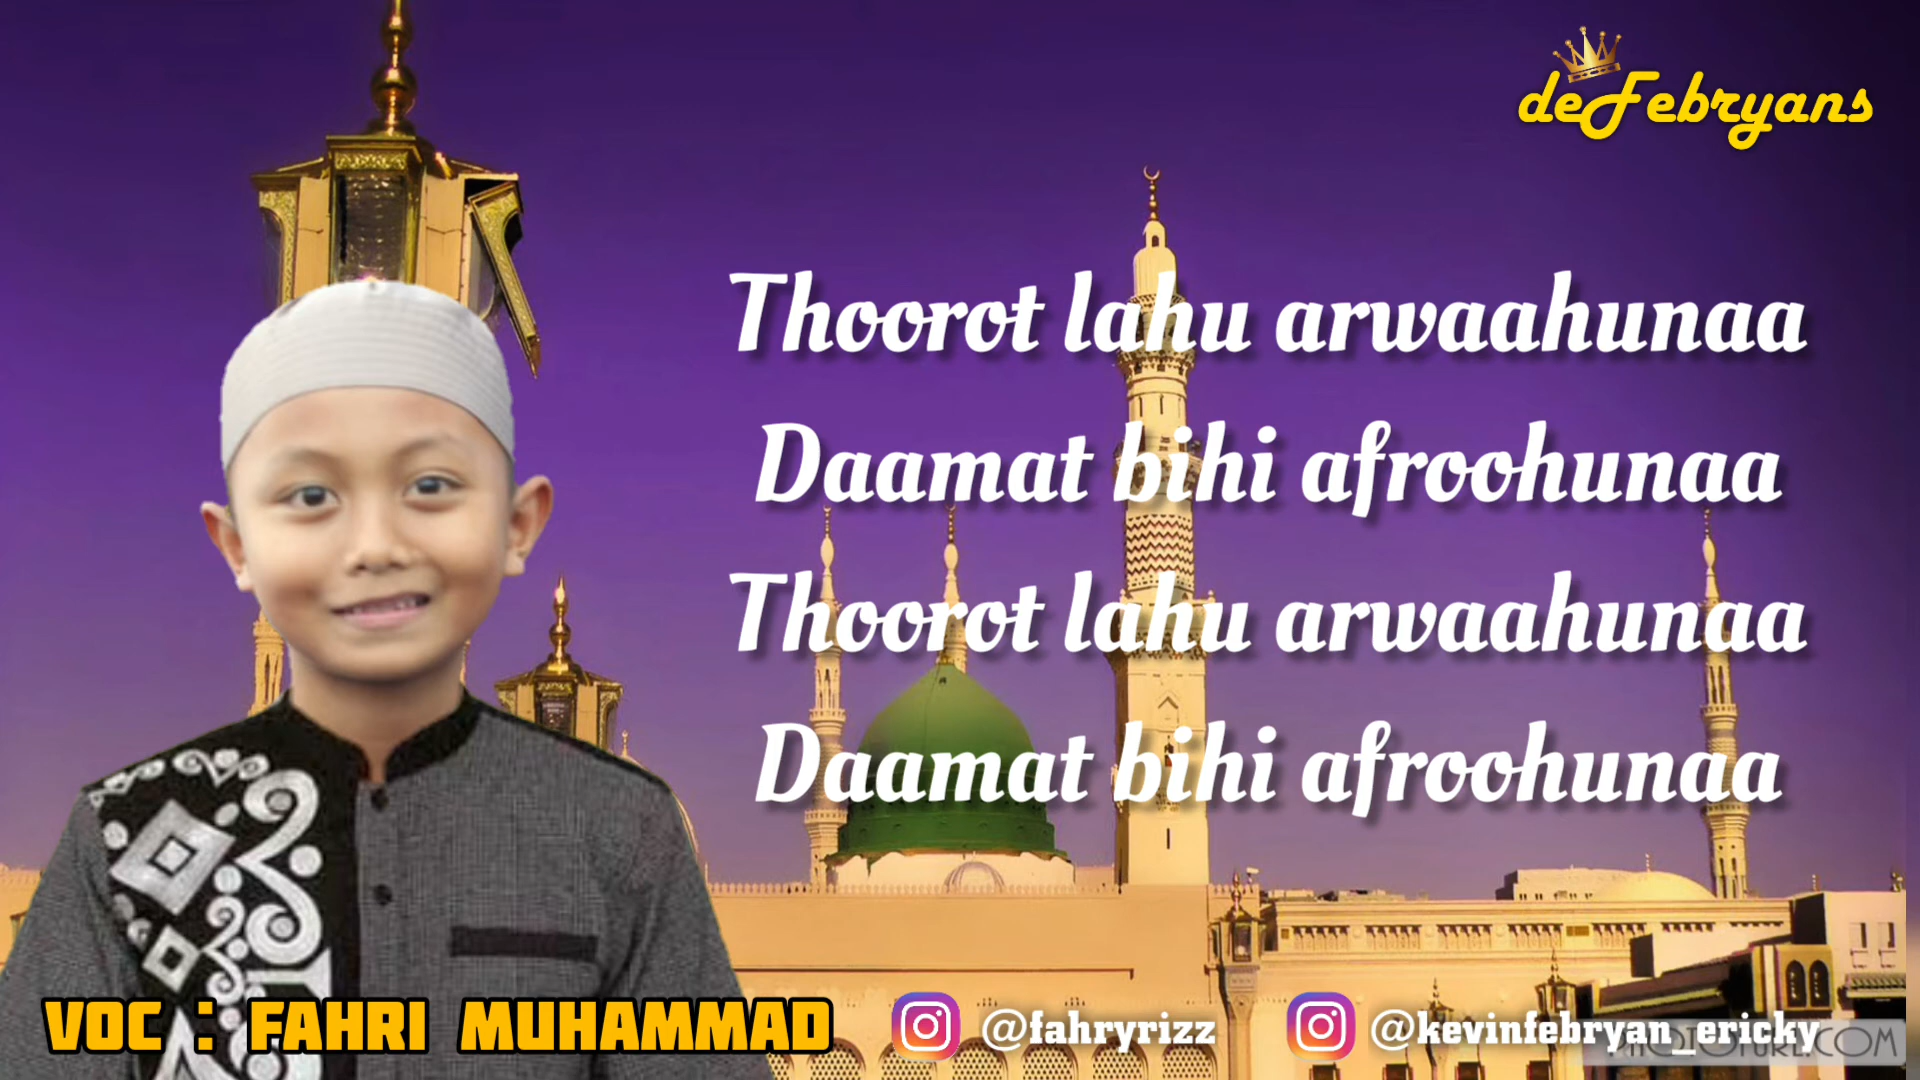 deFebryans
Thoorot lahu arwaahunaa
Daamat bihi afroohunaa
Thoorot lahu arwaahunaa
Daamat bihi afroohunaa
VOC : FAHRI MUHAMMAD
@fahryrizz
@kevinfebryan_ericky